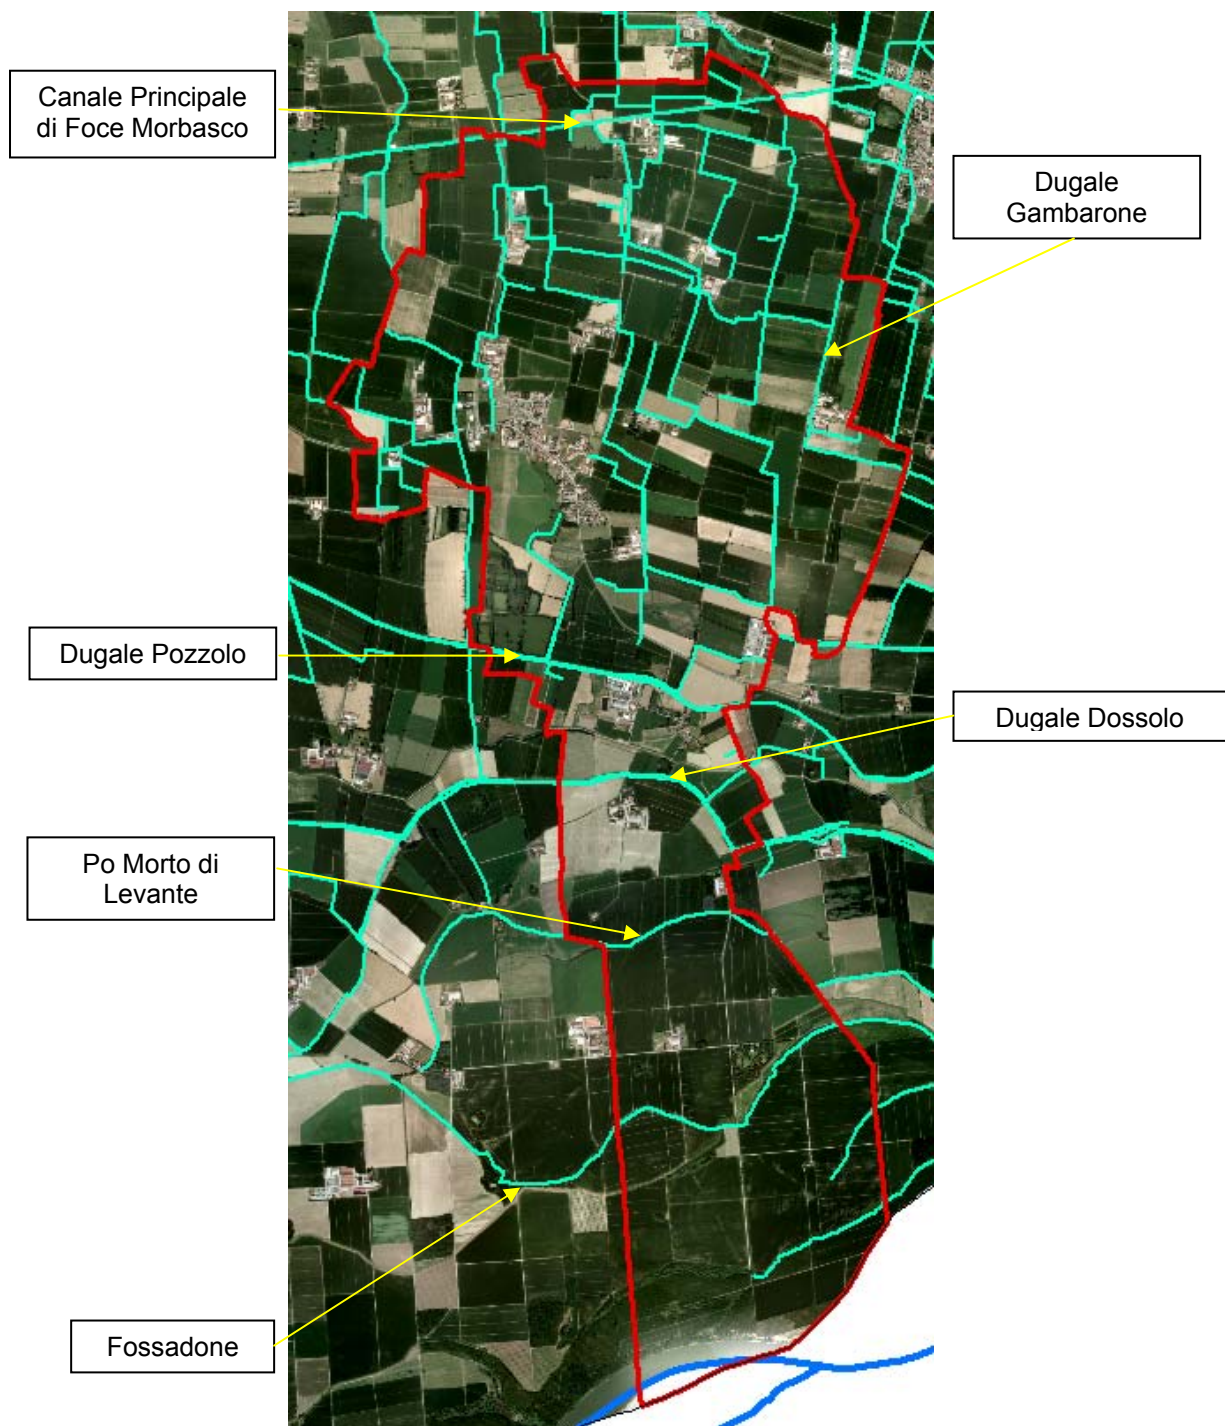 Canale Principale
di Foce Morbasco
Dugale
Gambarone
Dugale Pozzolo
Dugale Dossolo
Po Morto di
Levante
Fossadone